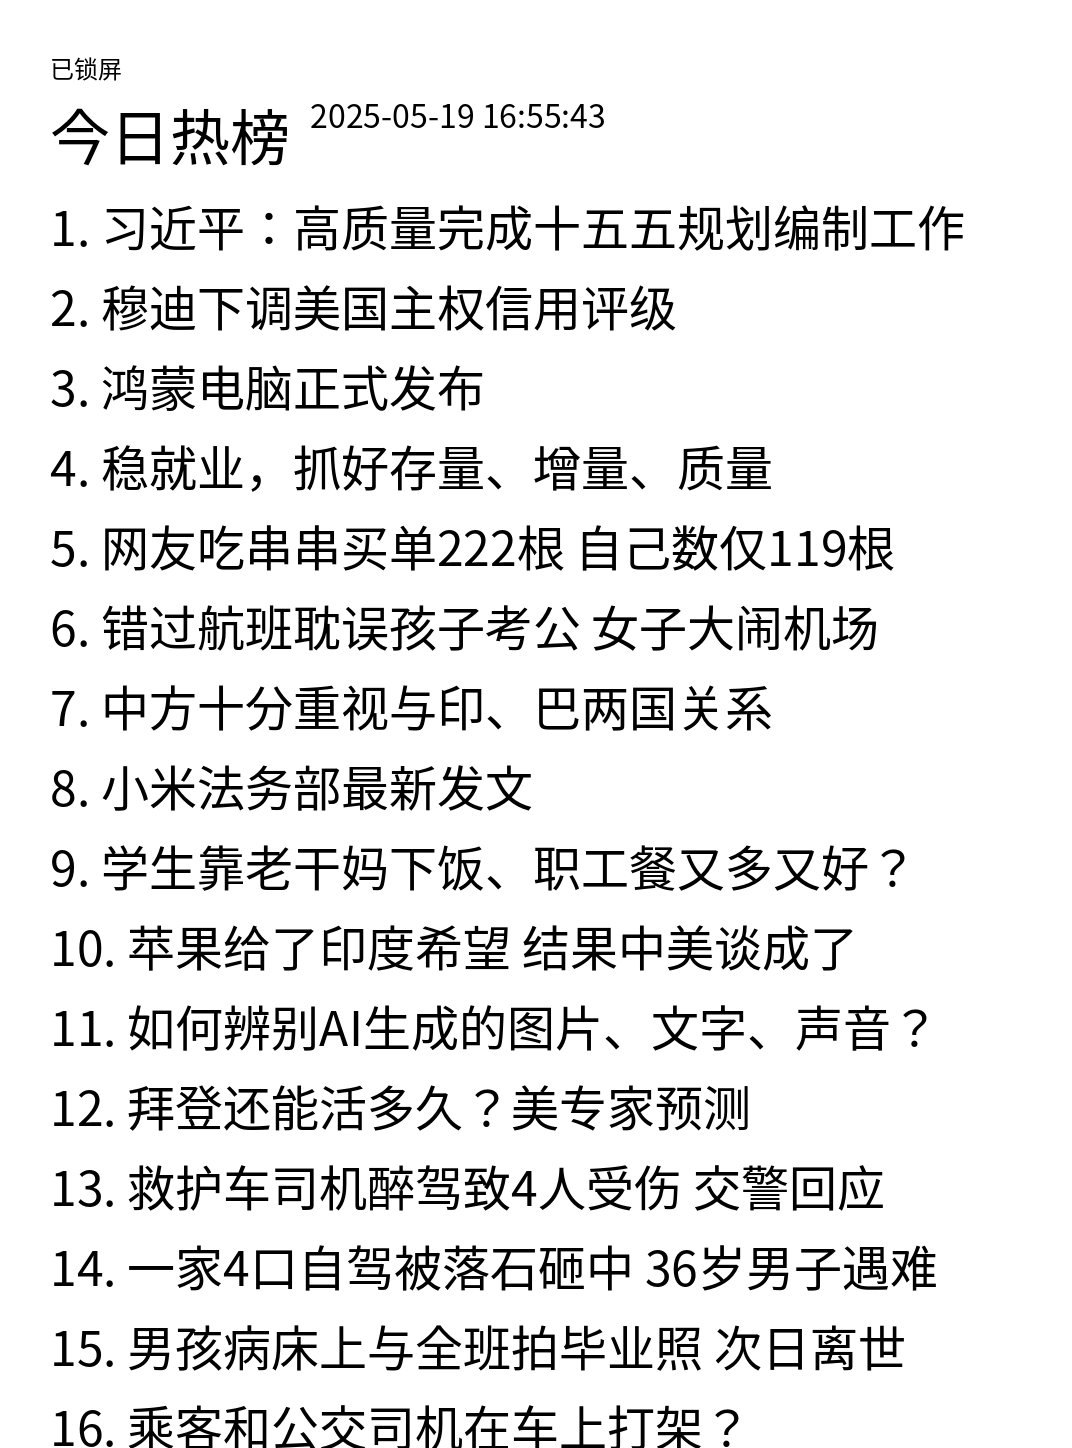 已锁屏
今日热榜 2025-05-19 16:55:43
1. 习近平：高质量完成十五五规划编制工作
2. 穆迪下调美国主权信用评级
3. 鸿蒙电脑正式发布
4. 稳就业，抓好存量、增量、质量
5. 网友吃串串买单222根 自己数仅119根
6. 错过航班耽误孩子考公 女子大闹机场
7. 中方十分重视与印、巴两国关系
8. 小米法务部最新发文
9. 学生靠老干妈下饭、职工餐又多又好？
10. 苹果给了印度希望 结果中美谈成了
11. 如何辨别AI生成的图片、文字、声音？
12. 拜登还能活多久？美专家预测
13. 救护车司机醉驾致4人受伤 交警回应
14. 一家4口自驾被落石砸中 36岁男子遇难
15. 男孩病床上与全班拍毕业照 次日离世
16. 乘客和公交司机在车上打架？